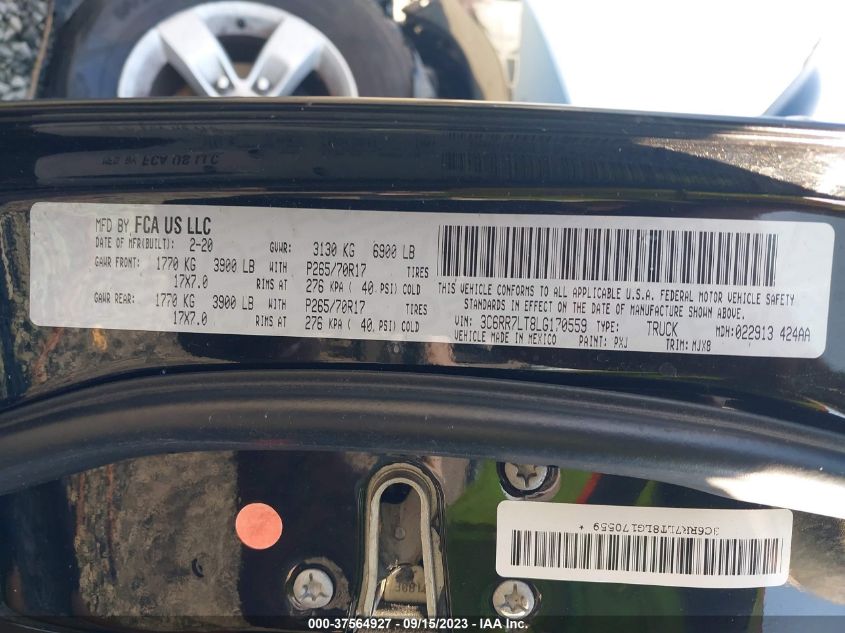 MFD BY FCA US LLC
DATE OF MFR(BUILT): 2-20 GVWR: 3130 KG 6900 LB
GAWR FRONT: 1770 KG 3900 LB WITH P265/70R17 TIRES
17X7.0 RIMS AT 276 KPA ( 40 PSI) COLD
GAWR REAR: 1770 KG 3900 LB WITH P265/70R17 TIRES
17X7.0 RIMS AT 276 KPA ( 40 PSI) COLD
THIS VEHICLE CONFORMS TO ALL APPLICABLE U.S.A. FEDERAL MOTOR VEHICLE SAFETY
STANDARDS IN EFFECT ON THE DATE OF MANUFACTURE SHOWN ABOVE.
VIN: 3C6RR7LT8LG170559 TYPE: TRUCK MDH: 022913 424AA
VEHICLE MADE IN MEXICO PAINT: PXJ TRIM: MJX8
3C6RR7LT8LG170559 *
000-37564927 - 09/15/2023 - IAA Inc.